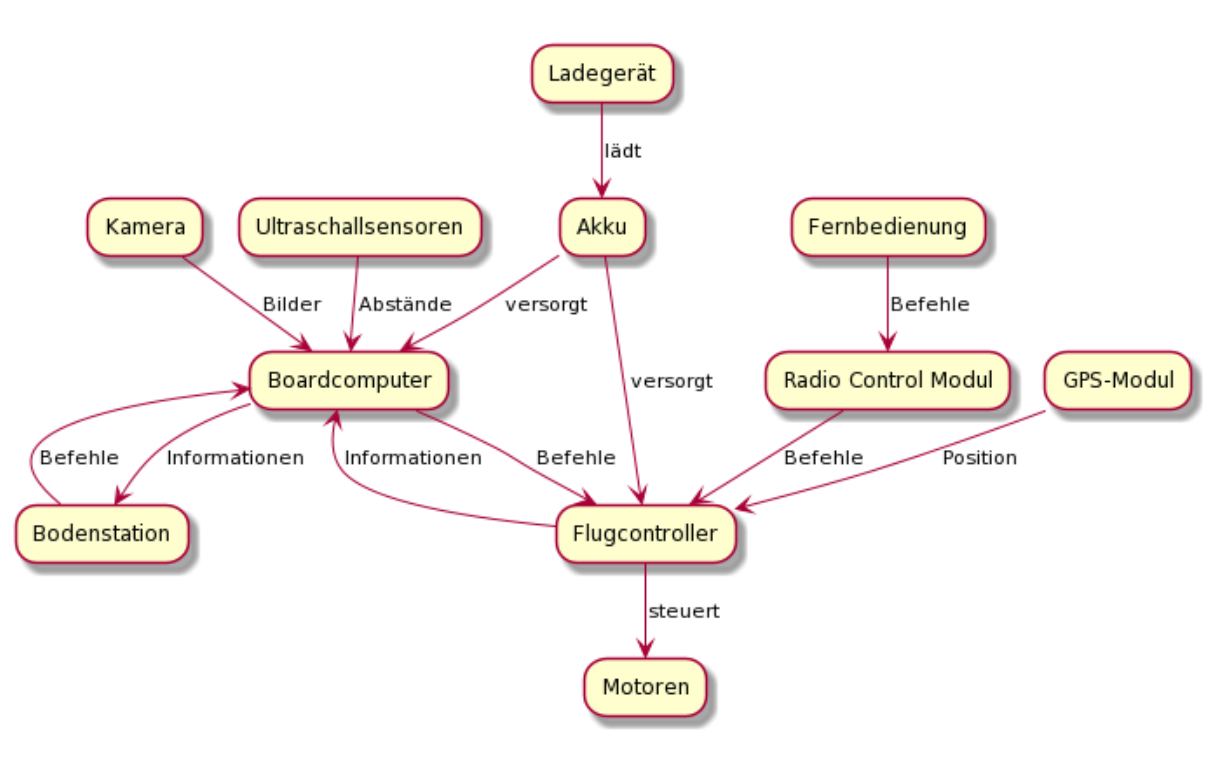 Ladegerät
lädt
Kamera
Ultraschallsensoren
Akku
Fernbedienung
Bilder
Abstände
versorgt
Befehle
Boardcomputer
versorgt
Radio Control Modul
GPS-Modul
Befehle
Informationen
Informationen
Befehle
Befehle
Position
Bodenstation
Flugcontroller
steuert
Motoren